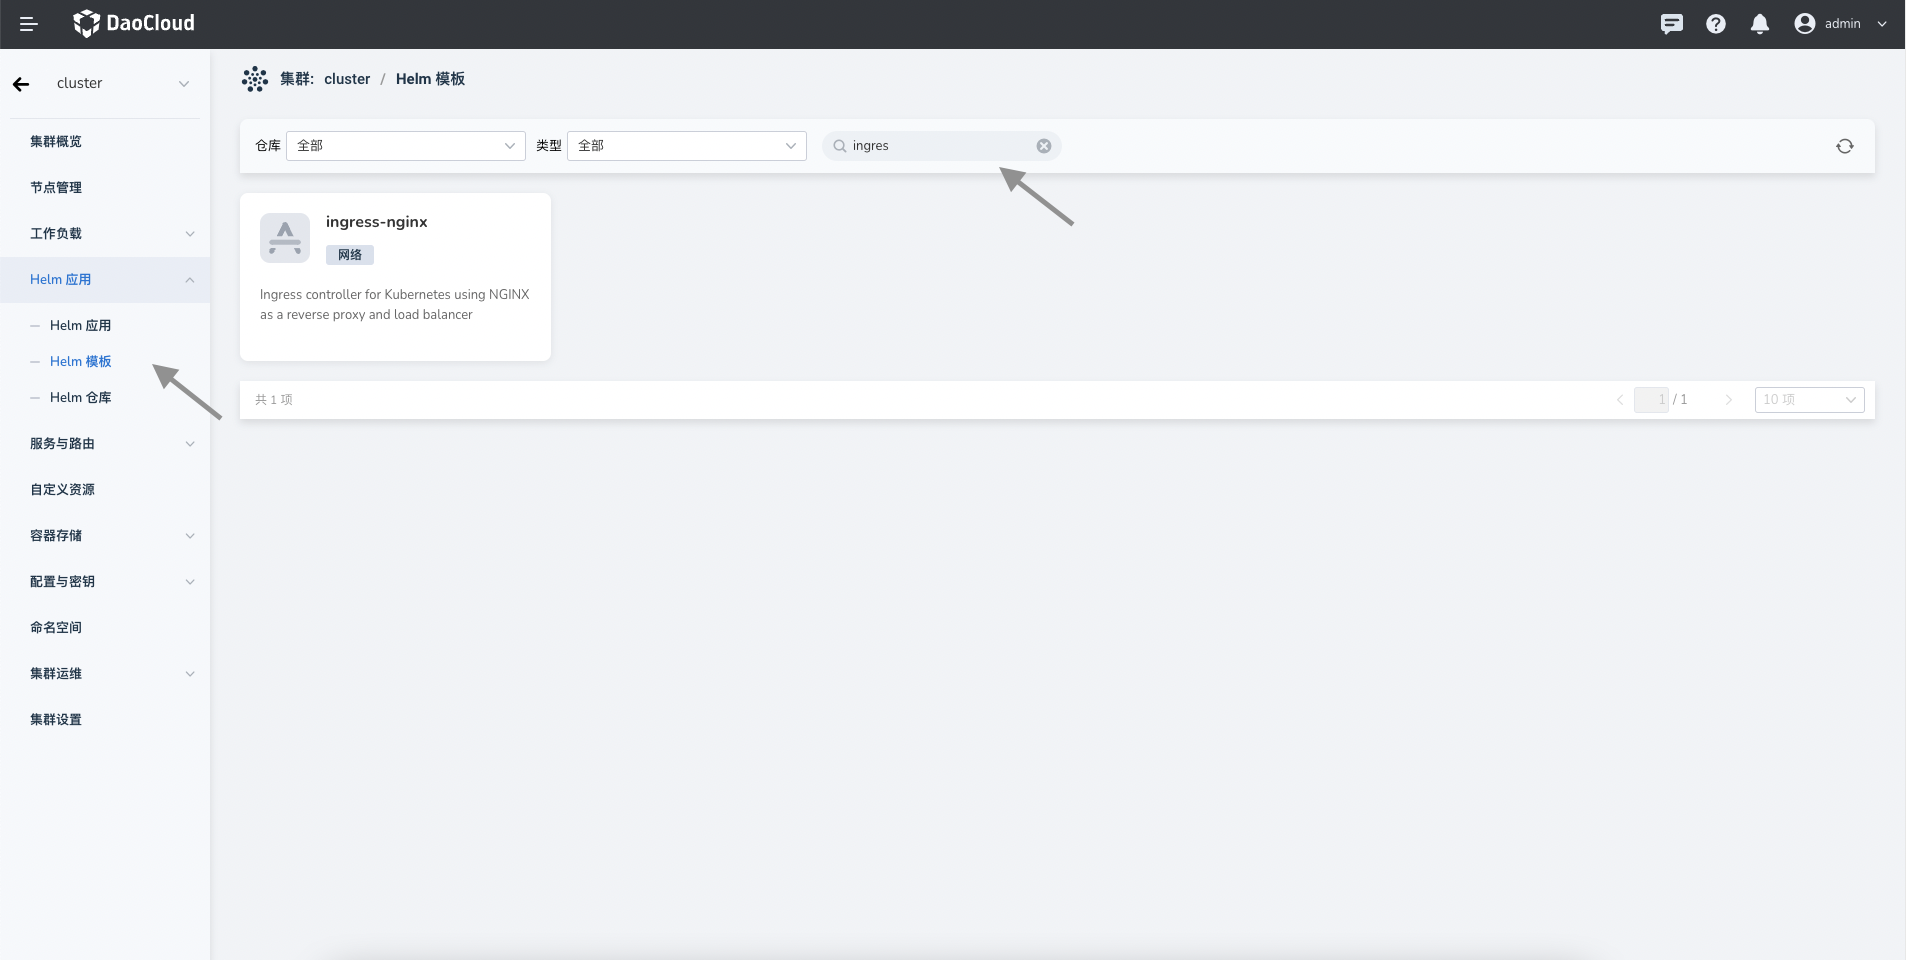 DaoCloud
admin
cluster
集群概览
节点管理
工作负载
Helm 应用
Helm 应用
Helm 模板
Helm 仓库
服务与路由
自定义资源
容器存储
配置与密钥
命名空间
集群运维
集群设置
集群: cluster / Helm 模板
仓库 全部 类型 全部 ingres
ingress-nginx
网络
Ingress controller for Kubernetes using NGINX
as a reverse proxy and load balancer
共 1 项
1 / 1
10 项